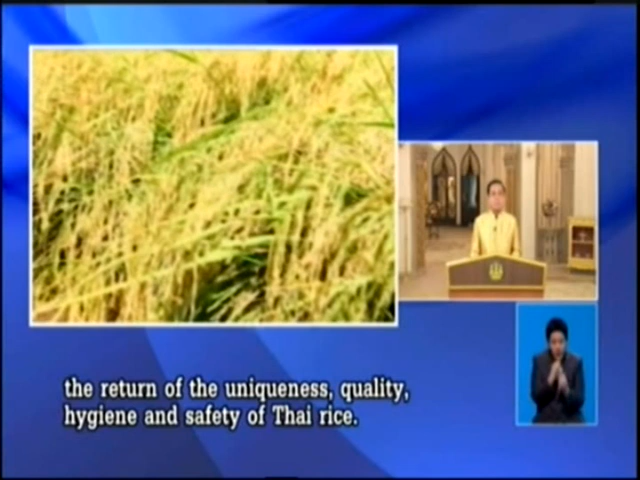 the return of the uniqueness, quality,
hygiene and safety of Thai rice.